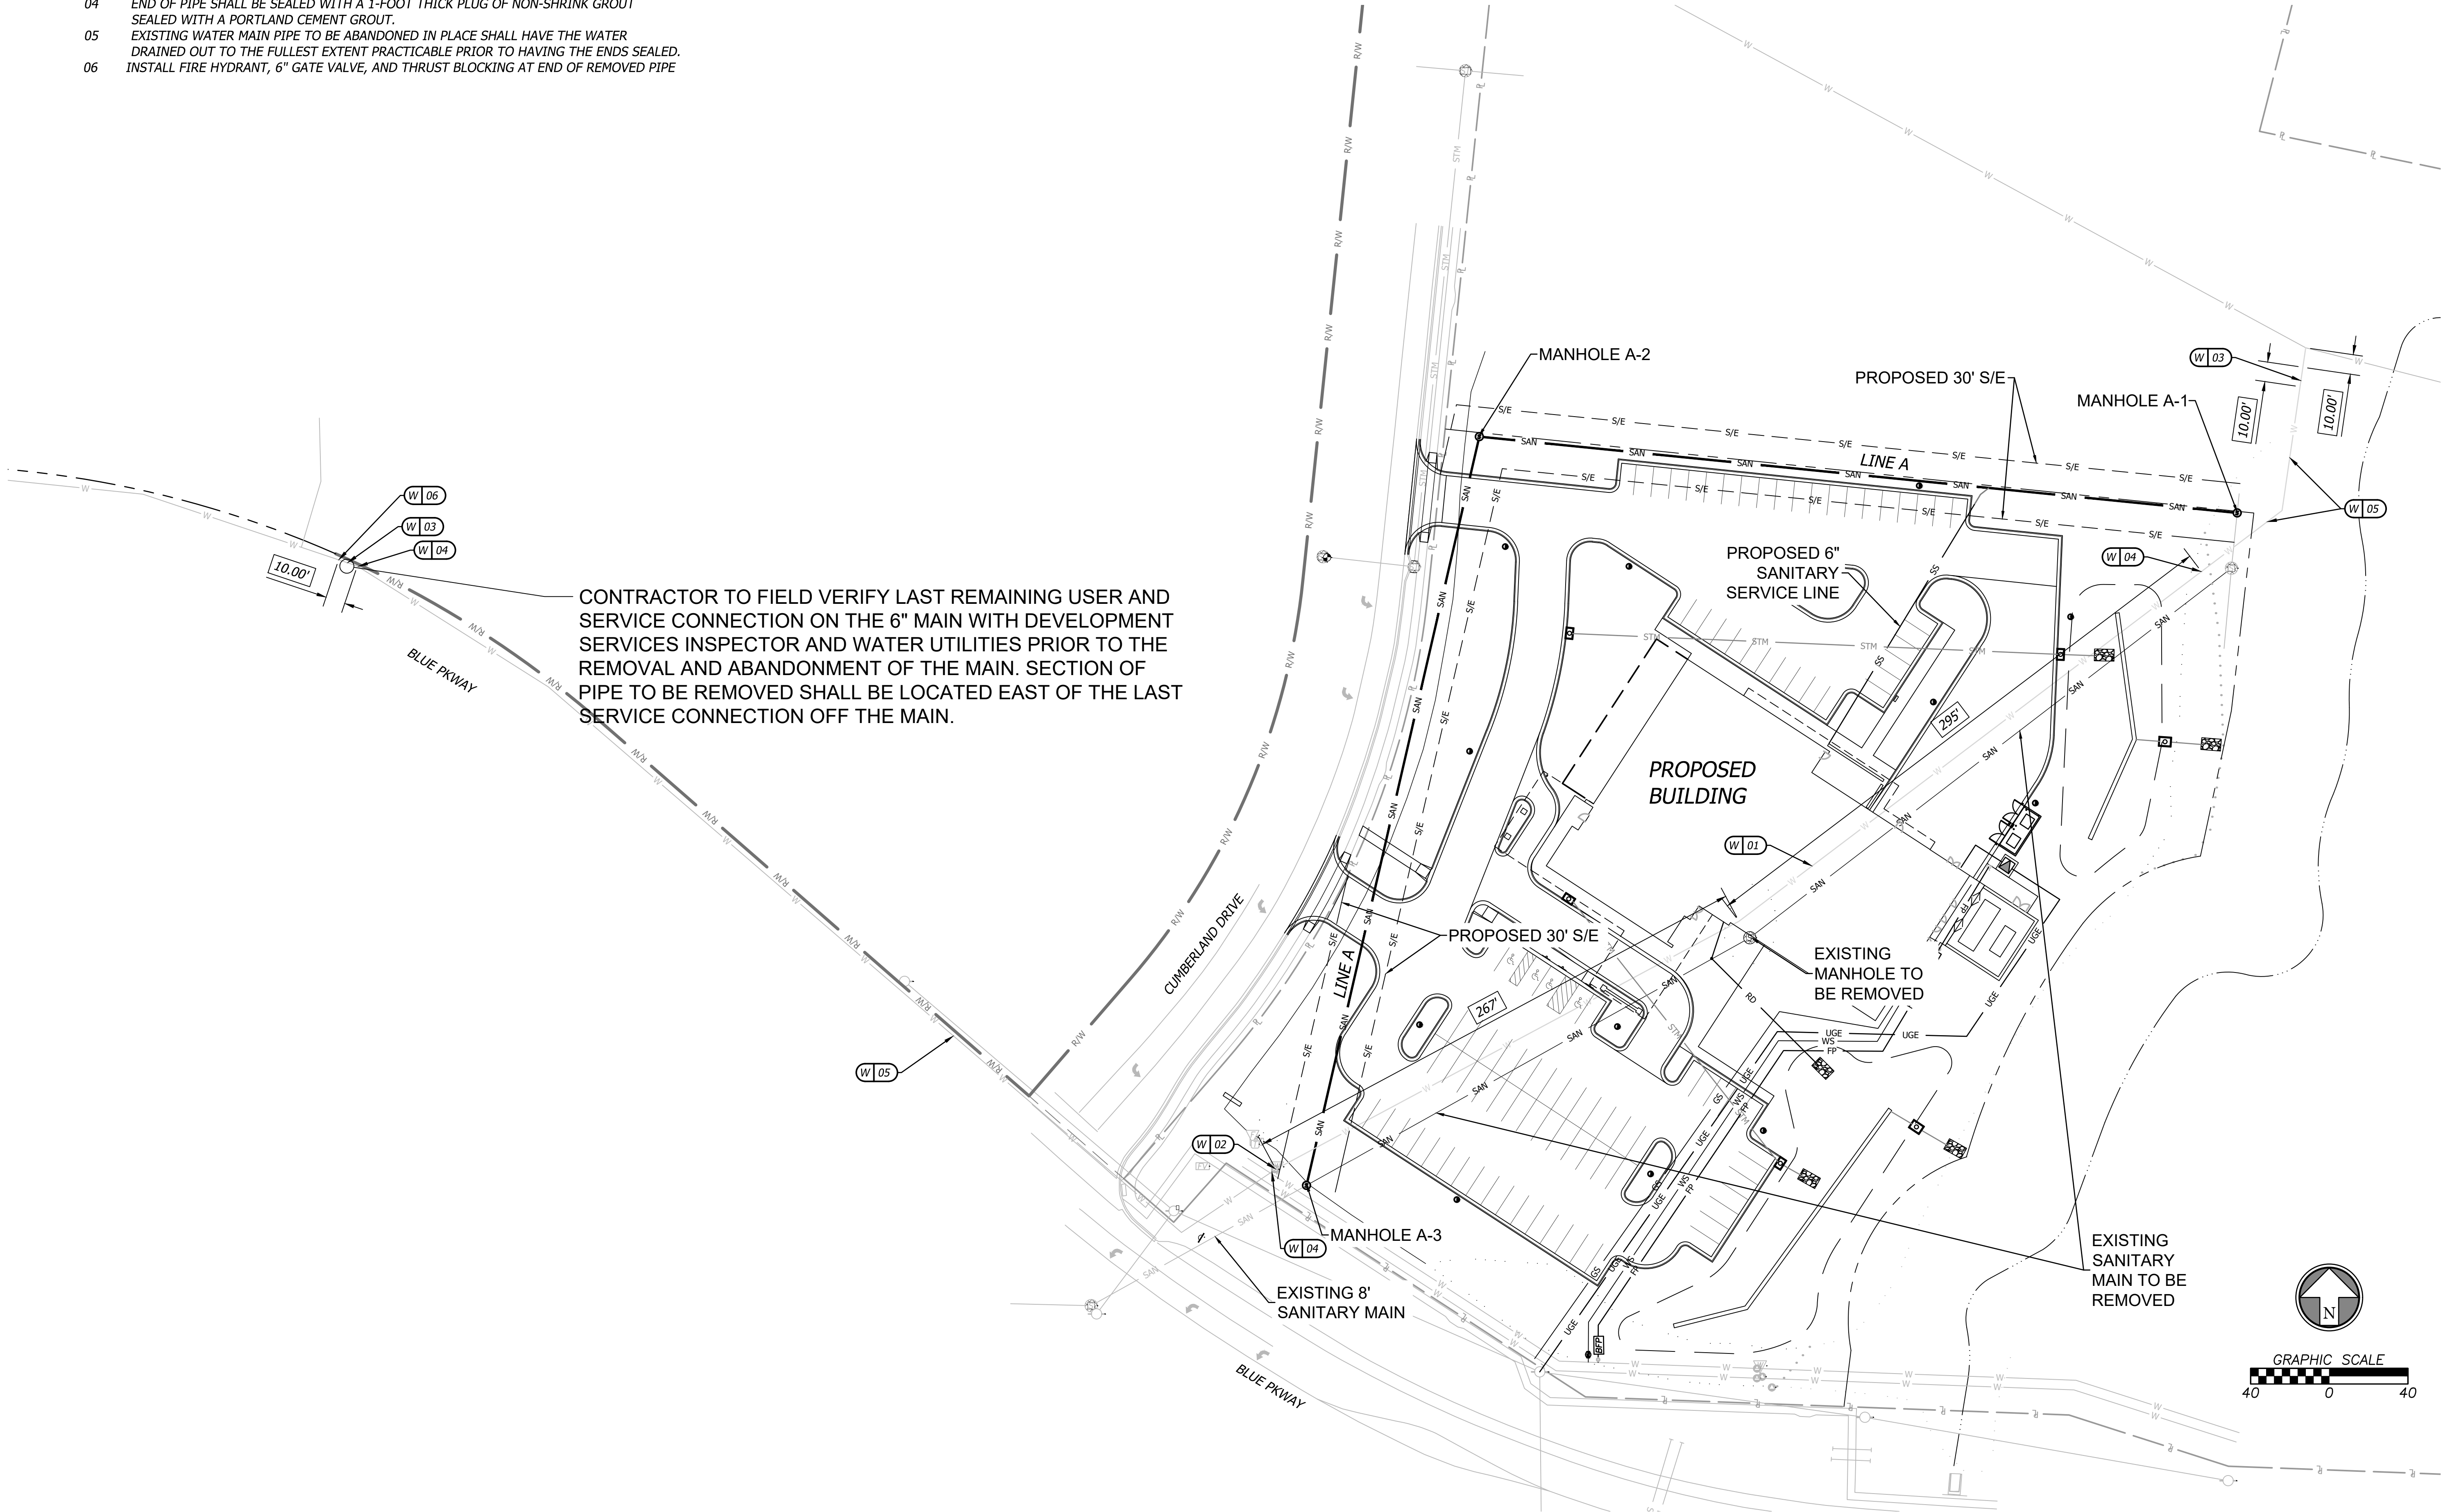 04 END OF PIPE SHALL BE SEALED WITH A 1-FOOT THICK PLUG OF NON-SHRINK GROUT
SEALED WITH A PORTLAND CEMENT GROUT.
05 EXISTING WATER MAIN PIPE TO BE ABANDONED IN PLACE SHALL HAVE THE WATER
DRAINED OUT TO THE FULLEST EXTENT PRACTICABLE PRIOR TO HAVING THE ENDS SEALED.
06 INSTALL FIRE HYDRANT, 6" GATE VALVE, AND THRUST BLOCKING AT END OF REMOVED PIPE
MANHOLE A-2
PROPOSED 30' S/E
MANHOLE A-1
W 03
10.00'
10.00'
LINE A
W 05
W 04
W 06
W 03
W 04
10.00'
CONTRACTOR TO FIELD VERIFY LAST REMAINING USER AND
SERVICE CONNECTION ON THE 6" MAIN WITH DEVELOPMENT
SERVICES INSPECTOR AND WATER UTILITIES PRIOR TO THE
REMOVAL AND ABANDONMENT OF THE MAIN. SECTION OF
PIPE TO BE REMOVED SHALL BE LOCATED EAST OF THE LAST
SERVICE CONNECTION OFF THE MAIN.
BLUE PKWAY
PROPOSED 6"
SANITARY
SERVICE LINE
295'
PROPOSED
BUILDING
W 01
CUMBERLAND DRIVE
PROPOSED 30' S/E
LINE A
EXISTING
MANHOLE TO
BE REMOVED
267'
RD
W 05
W 02
W 04
MANHOLE A-3
EXISTING 8'
SANITARY MAIN
EXISTING
SANITARY
MAIN TO BE
REMOVED
BFP
BLUE PKWAY
N
GRAPHIC SCALE
40 0 40